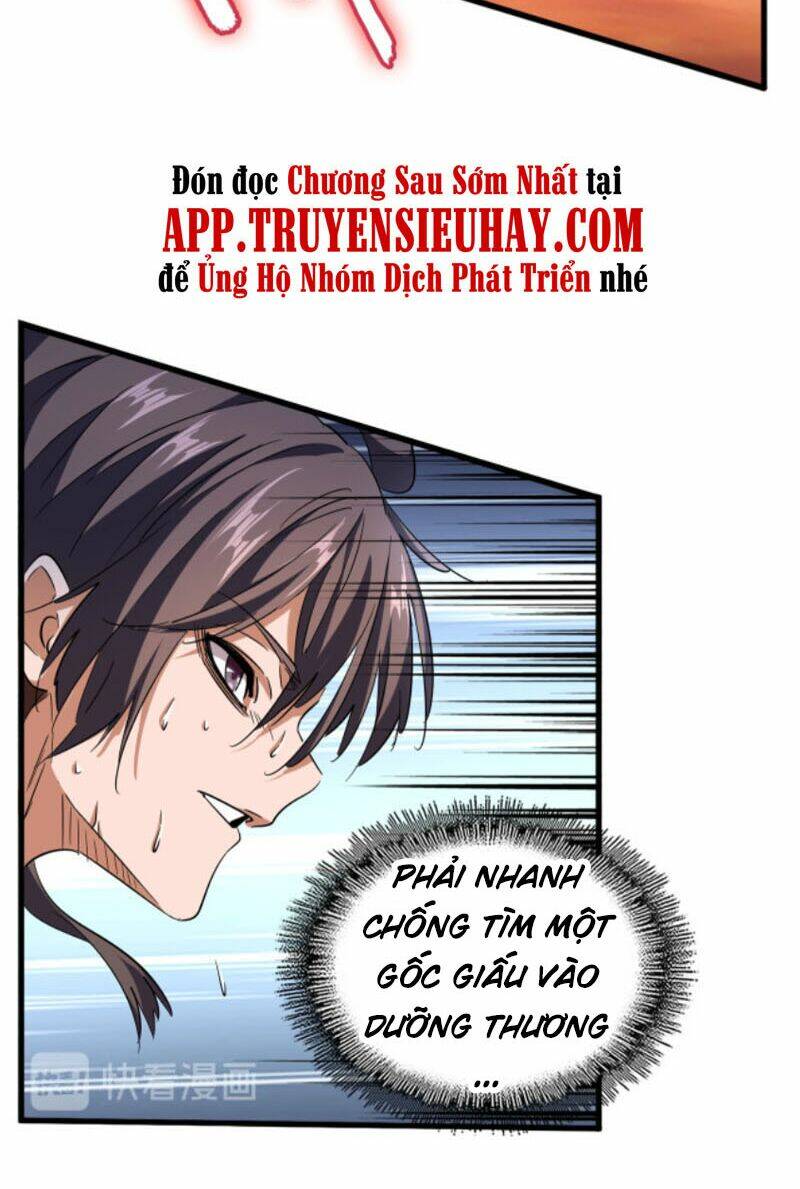 Đón đọc Chương Sau Sớm Nhất tại
APP.TRUYENSIEUHAY.COM
để Ủng Hộ Nhóm Dịch Phát Triển nhé
PHẢI NHANH
CHỐNG TÌM MỘT
GỐC GIẤU VÀO
DƯỠNG THƯƠNG
...
快看漫画